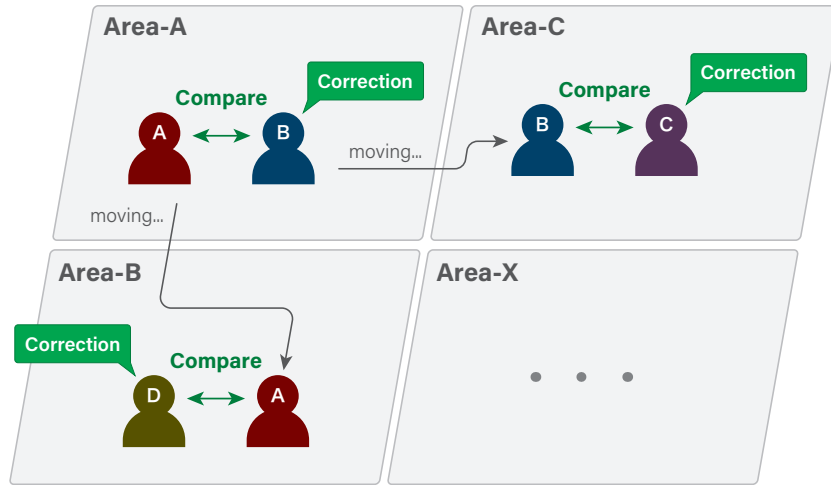 Area-A
Correction
Compare
A
B
moving...
moving...
Area-C
Correction
Compare
B
C
Area-B
Correction
Compare
D
A
Area-X